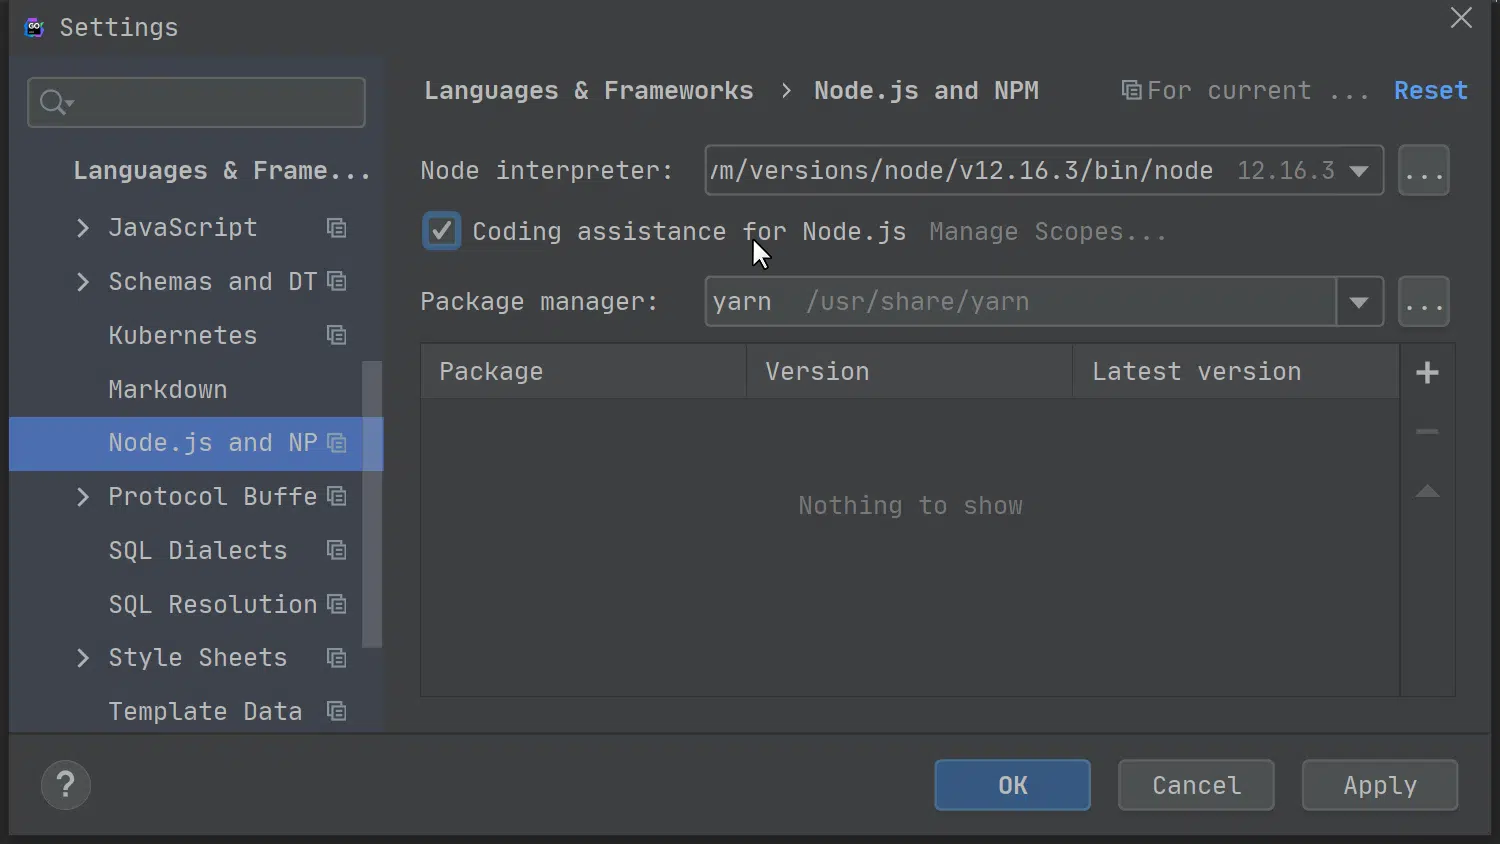 GO
Settings
Languages & Frameworks › Node.js and NPM
For current ...
Reset
Languages & Frame...
JavaScript
Schemas and DT
Kubernetes
Markdown
Node.js and NP
Protocol Buffe
SQL Dialects
SQL Resolution
Style Sheets
Template Data
Node interpreter: /m/versions/node/v12.16.3/bin/node 12.16.3 ...
Coding assistance for Node.js Manage Scopes...
Package manager: yarn /usr/share/yarn ...
Package Version Latest version
Nothing to show
?
OK Cancel Apply